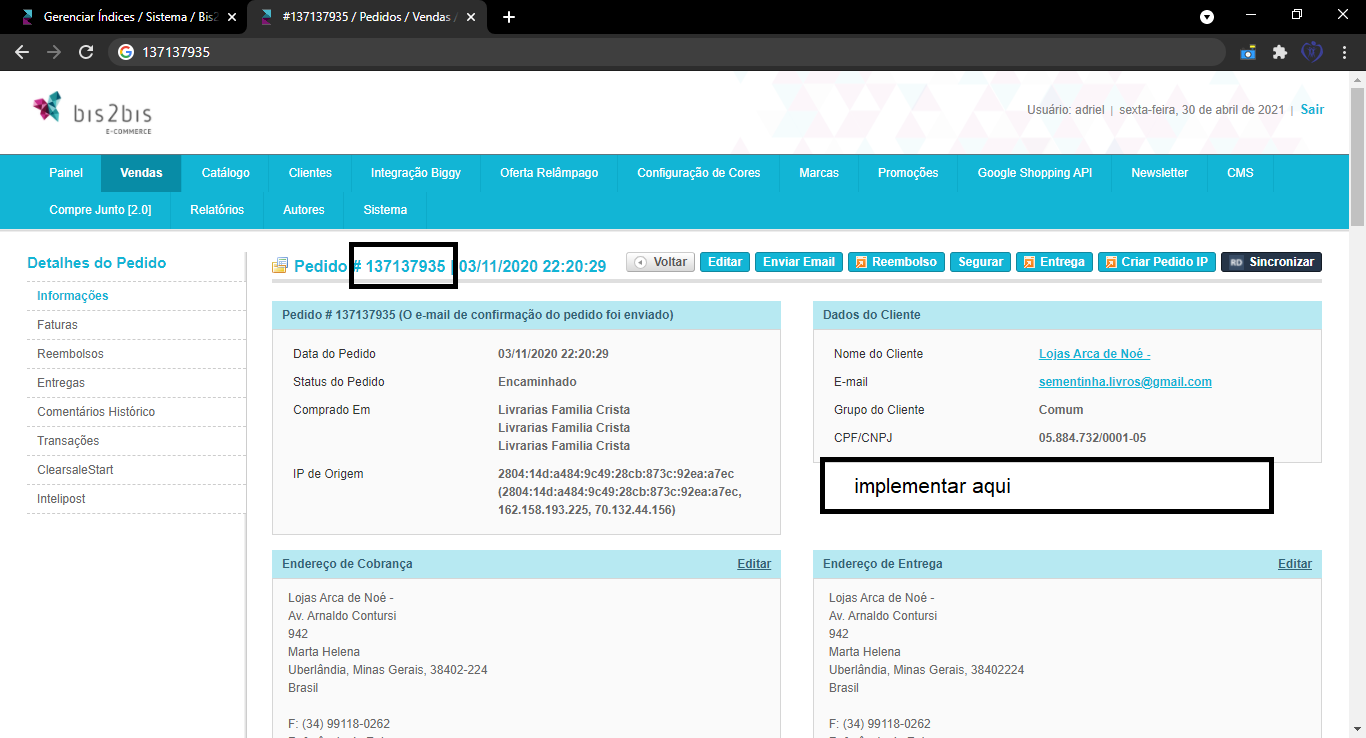 Gerenciar Índices / Sistema / Bis2
#137137935 / Pedidos / Vendas /
137137935
bis2bis
E-COMMERCE
Usuário: adriel | sexta-feira, 30 de abril de 2021 | Sair
Painel Vendas Catálogo Clientes Integração Biggy Oferta Relâmpago Configuração de Cores Marcas Promoções Google Shopping API Newsletter CMS
Compre Junto [2.0] Relatórios Autores Sistema
Detalhes do Pedido
Informações
Faturas
Reembolsos
Entregas
Comentários Histórico
Transações
ClearsaleStart
Intelipost
Pedido # 137137935 | 03/11/2020 22:20:29
Voltar Editar Enviar Email Reembolso Segurar Entrega Criar Pedido IP RD Sincronizar
Pedido # 137137935 (O e-mail de confirmação do pedido foi enviado)
Data do Pedido 03/11/2020 22:20:29
Status do Pedido Encaminhado
Comprado Em Livrarias Familia Crista
Livrarias Familia Crista
Livrarias Familia Crista
IP de Origem 2804:14d:a484:9c49:28cb:873c:92ea:a7ec
(2804:14d:a484:9c49:28cb:873c:92ea:a7ec,
162.158.193.225, 70.132.44.156)
Dados do Cliente
Nome do Cliente Lojas Arca de Noé -
E-mail sementinha.livros@gmail.com
Grupo do Cliente Comum
CPF/CNPJ 05.884.732/0001-05
implementar aqui
Endereço de Cobrança Editar
Lojas Arca de Noé -
Av. Arnaldo Contursi
942
Marta Helena
Uberlândia, Minas Gerais, 38402-224
Brasil
F: (34) 99118-0262
Endereço de Entrega Editar
Lojas Arca de Noé -
Av. Arnaldo Contursi
942
Marta Helena
Uberlândia, Minas Gerais, 38402224
Brasil
F: (34) 99118-0262